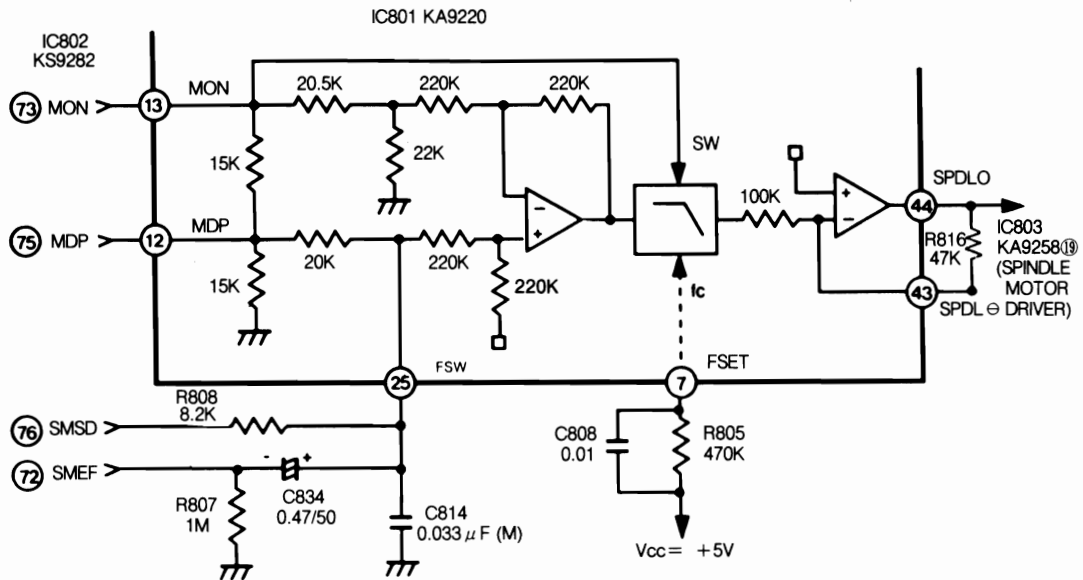 IC801 KA9220
IC802
KS9282
MON
20.5K
220K
220K
73 MON
13
SW
15K
22K
100K
SPDLO
44
MDP
75 MDP
12
−
+
+
−
IC803
KA9258⑲
(SPINDLE
MOTOR
DRIVER)
R816
47K
20K
220K
220K
15K
fc
43
SPDL ⊖
FSW
25
FSET
7
R808
8.2K
76 SMSD
C808
0.01
R805
470K
72 SMEF
- +
R807
1M
C834
0.47/50
C814
0.033 μF (M)
Vcc = +5V